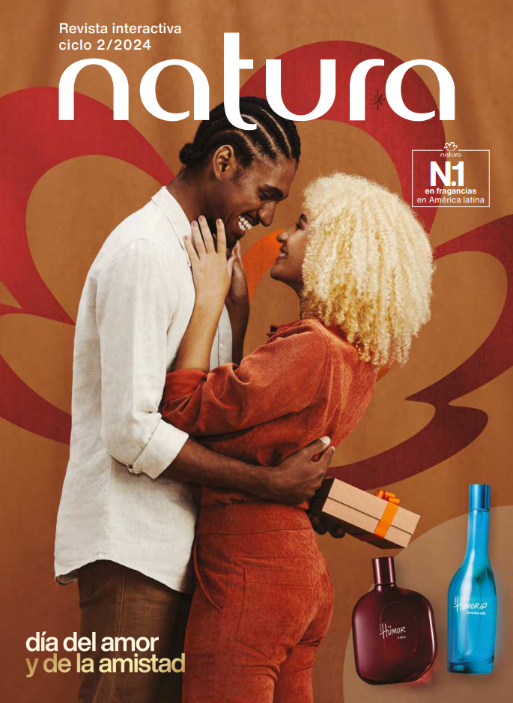 Revista interactiva
ciclo 2/2024
natura
natura
N.1
en fragancias
en América latina
Humor
día del amor
y de la amistad